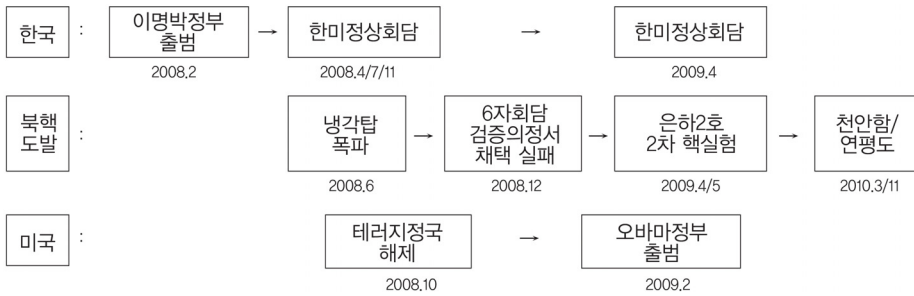 한국 : 이명박정부 출범 → 한미정상회담 → 한미정상회담
2008.2 2008.4/7/11 2009.4
북핵 도발 : 냉각탑 폭파 → 6자회담 검증의정서 채택 실패 → 은하2호 2차 핵실험 → 천안함/ 연평도
2008.6 2008.12 2009.4/5 2010.3/11
미국 : 테러지정국 해제 → 오바마정부 출범
2008.10 2009.2